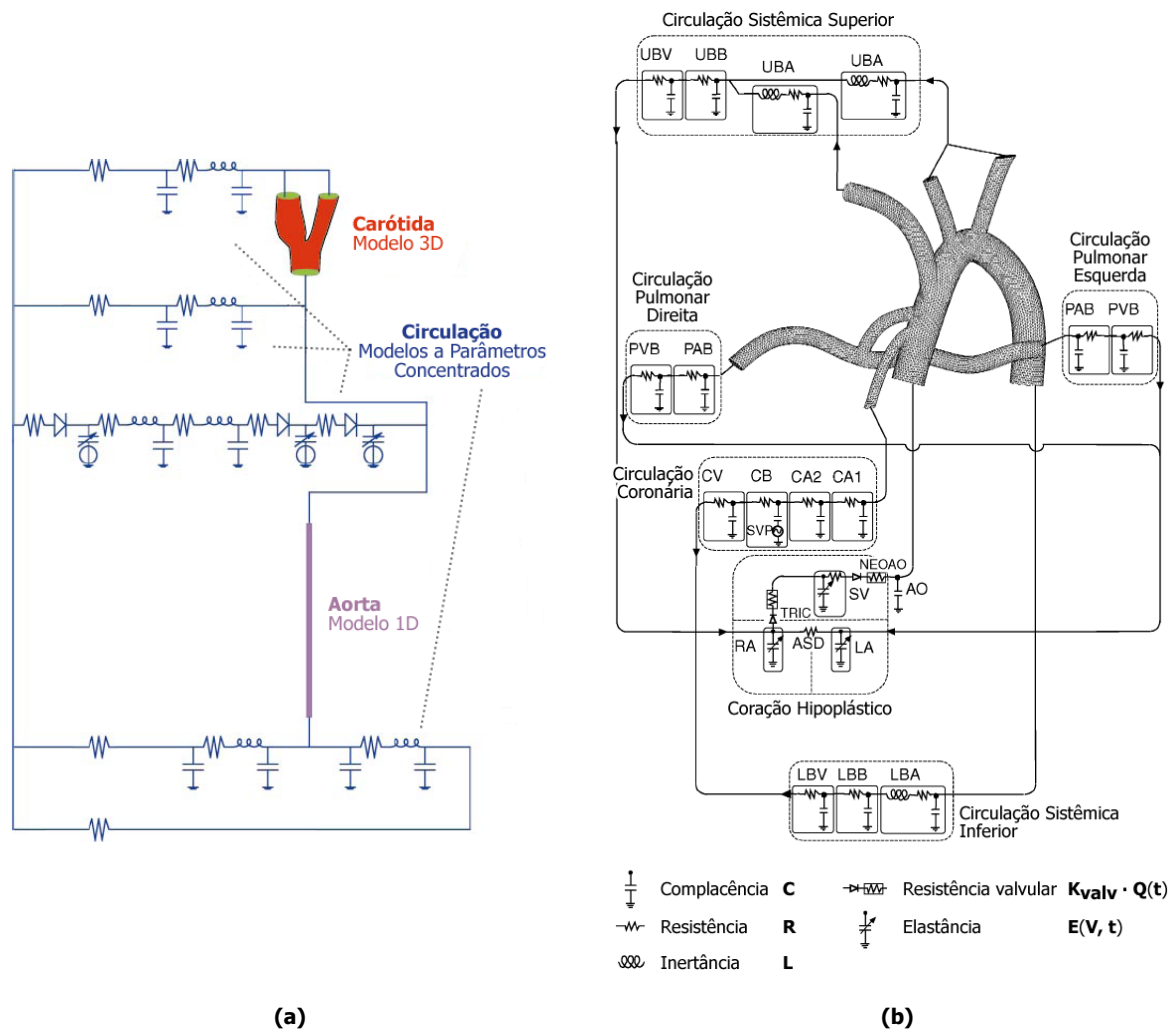 Carótida
Modelo 3D
Circulação
Modelos a Parâmetros
Concentrados
Aorta
Modelo 1D
(a)
Circulação Sistêmica Superior
UBV
UBB
UBA
UBA
Circulação
Pulmonar
Direita
PVB
PAB
Circulação
Pulmonar
Esquerda
PAB
PVB
Circulação
Coronária
CV
CB
CA2
CA1
SVP
NEOAO
SV
AO
TRIC
RA
ASD
LA
Coração Hipoplástico
LBV
LBB
LBA
Circulação Sistêmica
Inferior
Complacência C
Resistência R
Inertância L
Resistência valvular Kvalv · Q(t)
Elastância E(V, t)
(b)